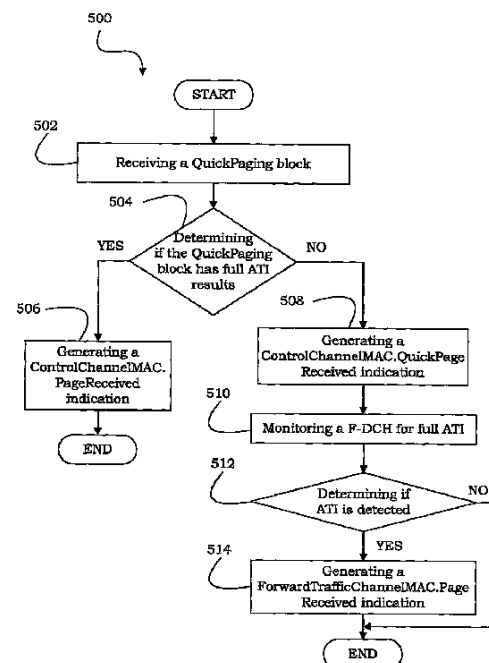 500
START
502
Receiving a QuickPaging block
504
Determining
if the QuickPaging
block has full ATI
results
YES
NO
506
Generating a
ControlChannelMAC.
PageReceived
indication
END
508
Generating a
ControlChannelMAC.QuickPage
Received indication
510
Monitoring a F-DCH for full ATI
512
Determining if
ATI is detected
NO
YES
514
Generating a
ForwardTrafficChannelMAC.Page
Received indication
END